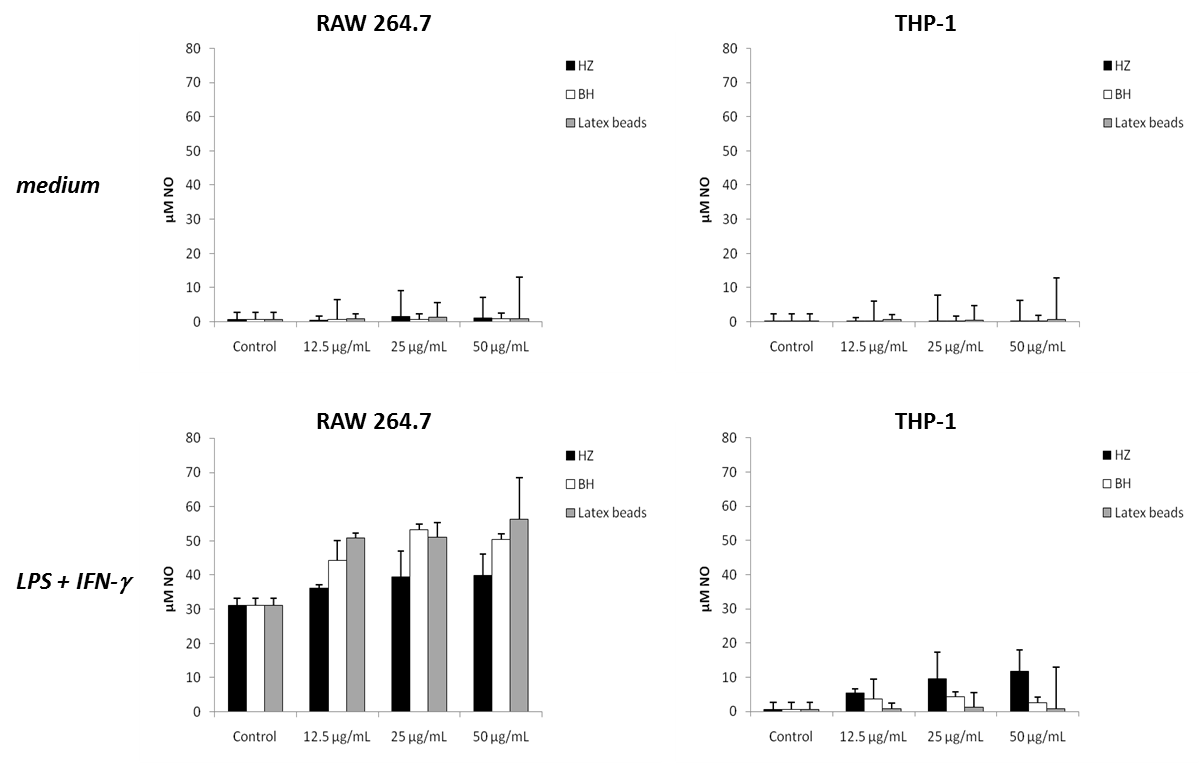 RAW 264.7
THP-1
80
70
60
50
40
30
20
10
0
µM NO
HZ
BH
Latex beads
Control
12.5 µg/mL
25 µg/mL
50 µg/mL
80
70
60
50
40
30
20
10
0
µM NO
HZ
BH
Latex beads
Control
12.5 µg/mL
25 µg/mL
50 µg/mL
medium
RAW 264.7
THP-1
80
70
60
50
40
30
20
10
0
µM NO
HZ
BH
Latex beads
Control
12.5 µg/mL
25 µg/mL
50 µg/mL
80
70
60
50
40
30
20
10
0
µM NO
HZ
BH
Latex beads
Control
12.5 µg/mL
25 µg/mL
50 µg/mL
LPS + IFN-γ